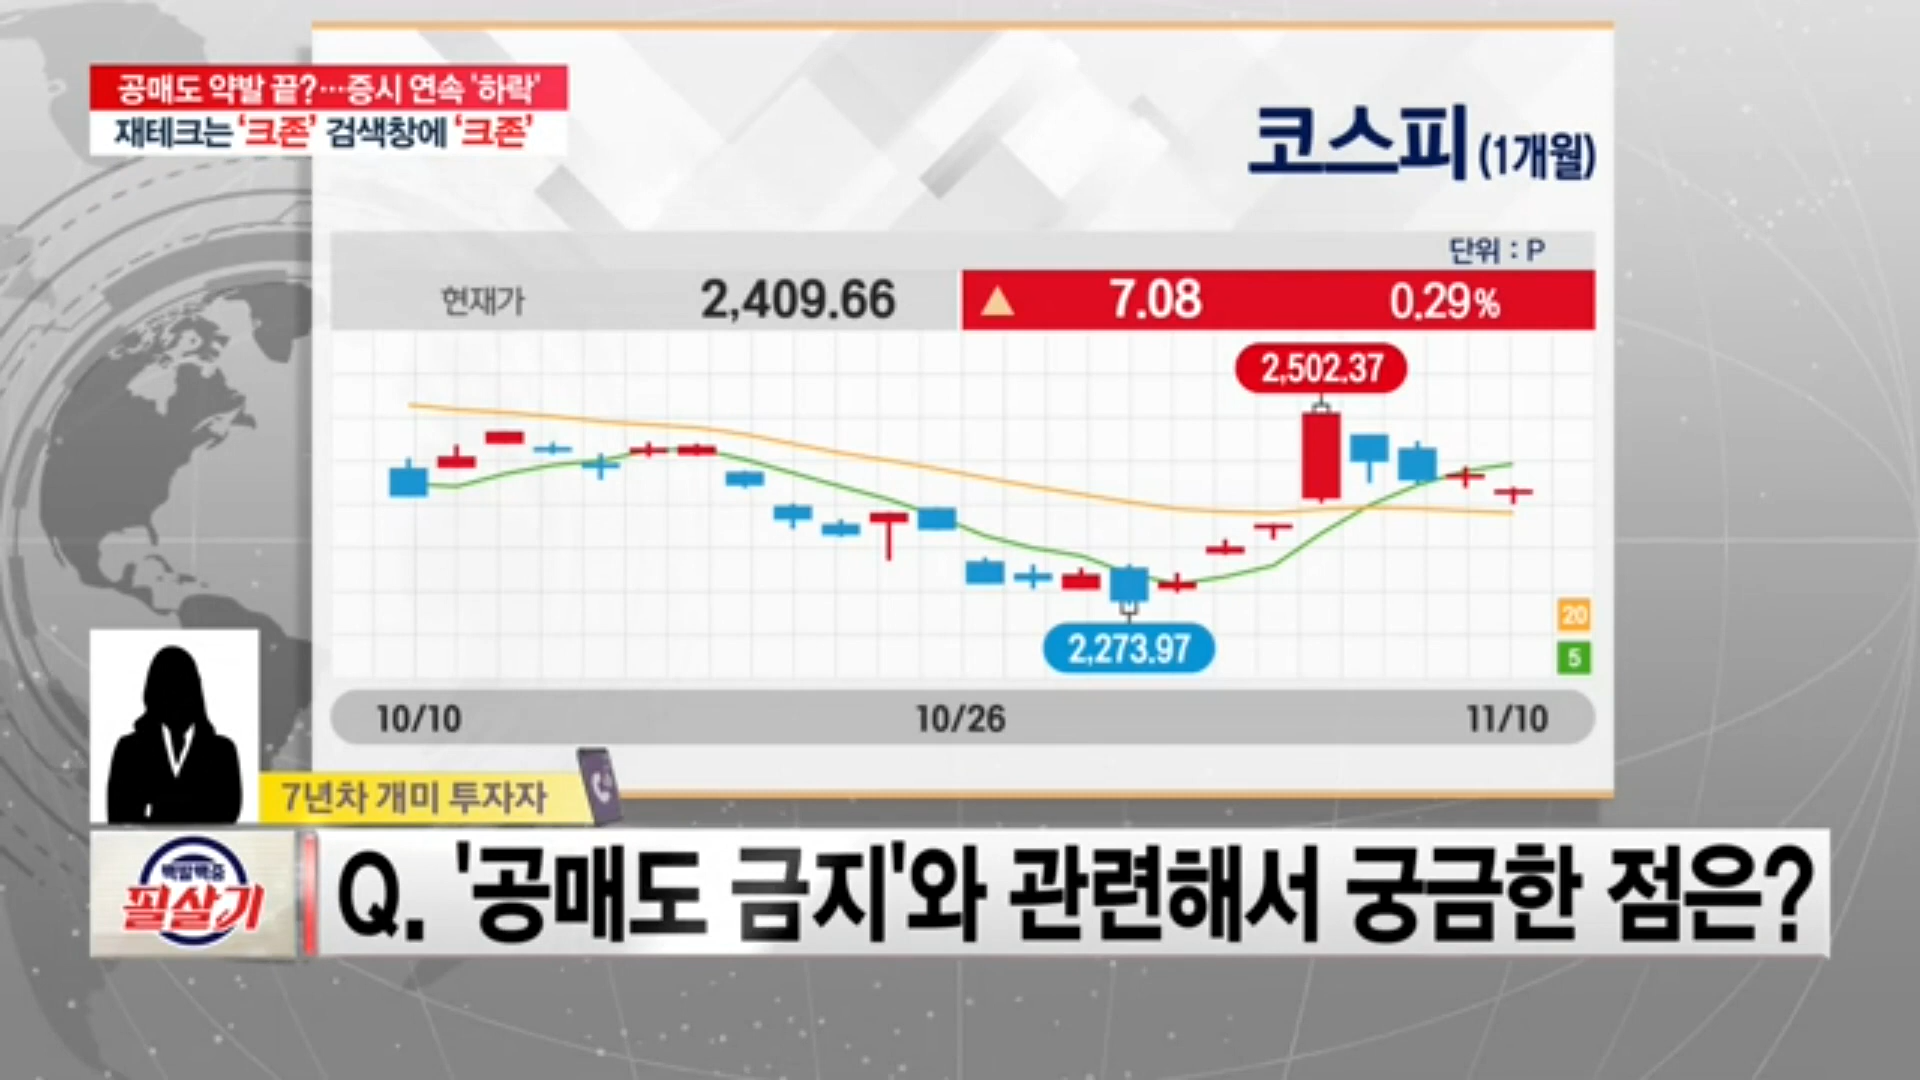 공매도 약발 끝?…증시 연속 '하락'
재테크는 '크존' 검색창에 '크존'
코스피 (1개월)
단위 : P
현재가 2,409.66 ▲ 7.08 0.29%
2,502.37
2,273.97
20
5
10/10 10/26 11/10
7년차 개미 투자자
백발백중
필살기
Q. '공매도 금지'와 관련해서 궁금한 점은?